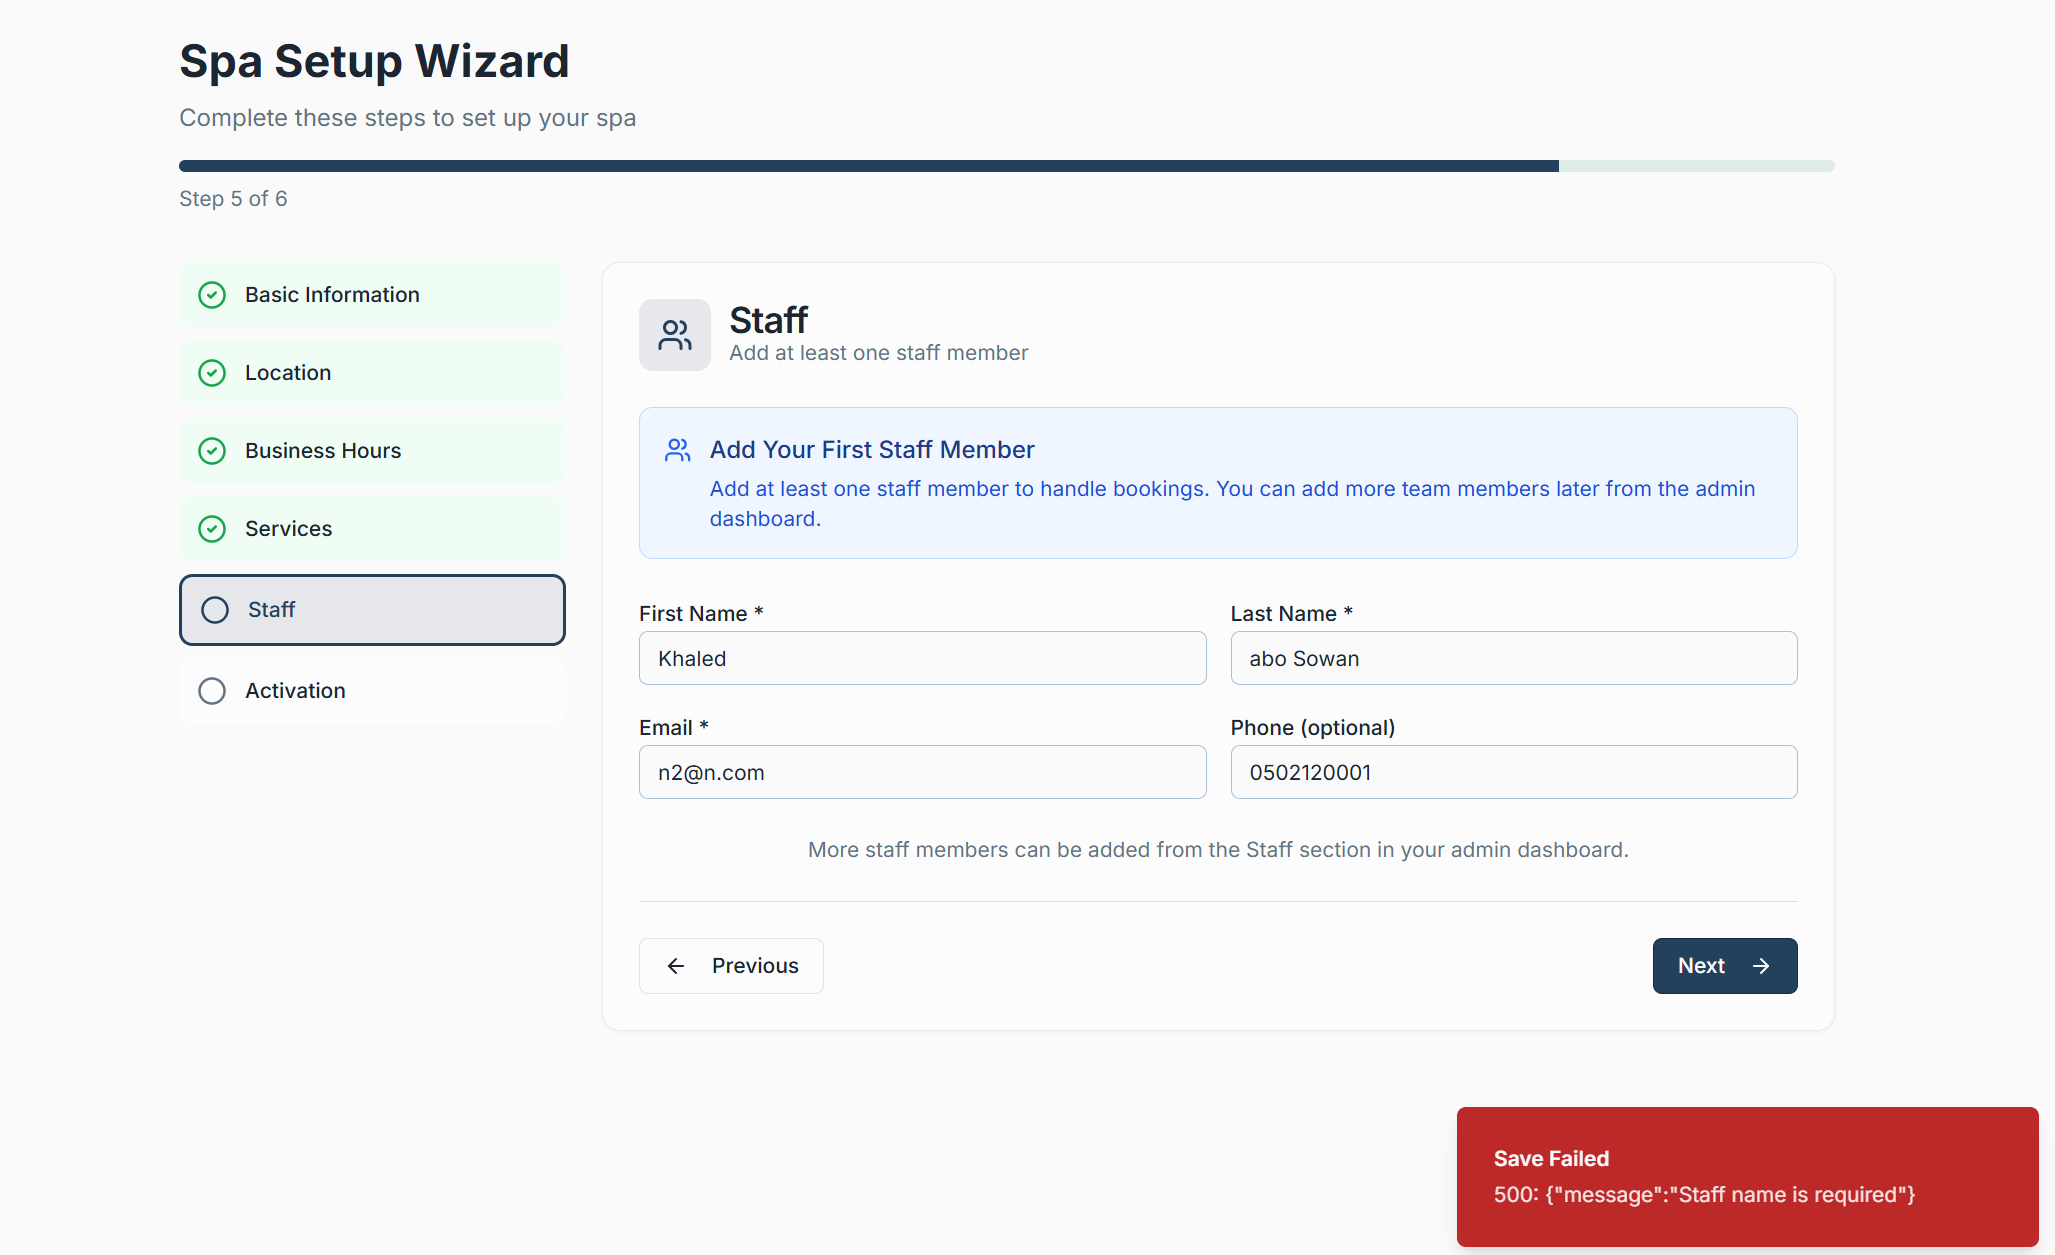 Spa Setup Wizard
Complete these steps to set up your spa
Step 5 of 6
Basic Information
Location
Business Hours
Services
Staff
Activation
Staff
Add at least one staff member
Add Your First Staff Member
Add at least one staff member to handle bookings. You can add more team members later from the admin
dashboard.
First Name *
Last Name *
Khaled
abo Sowan
Email *
Phone (optional)
n2@n.com
0502120001
More staff members can be added from the Staff section in your admin dashboard.
Previous
Next
Save Failed
500: {"message":"Staff name is required"}